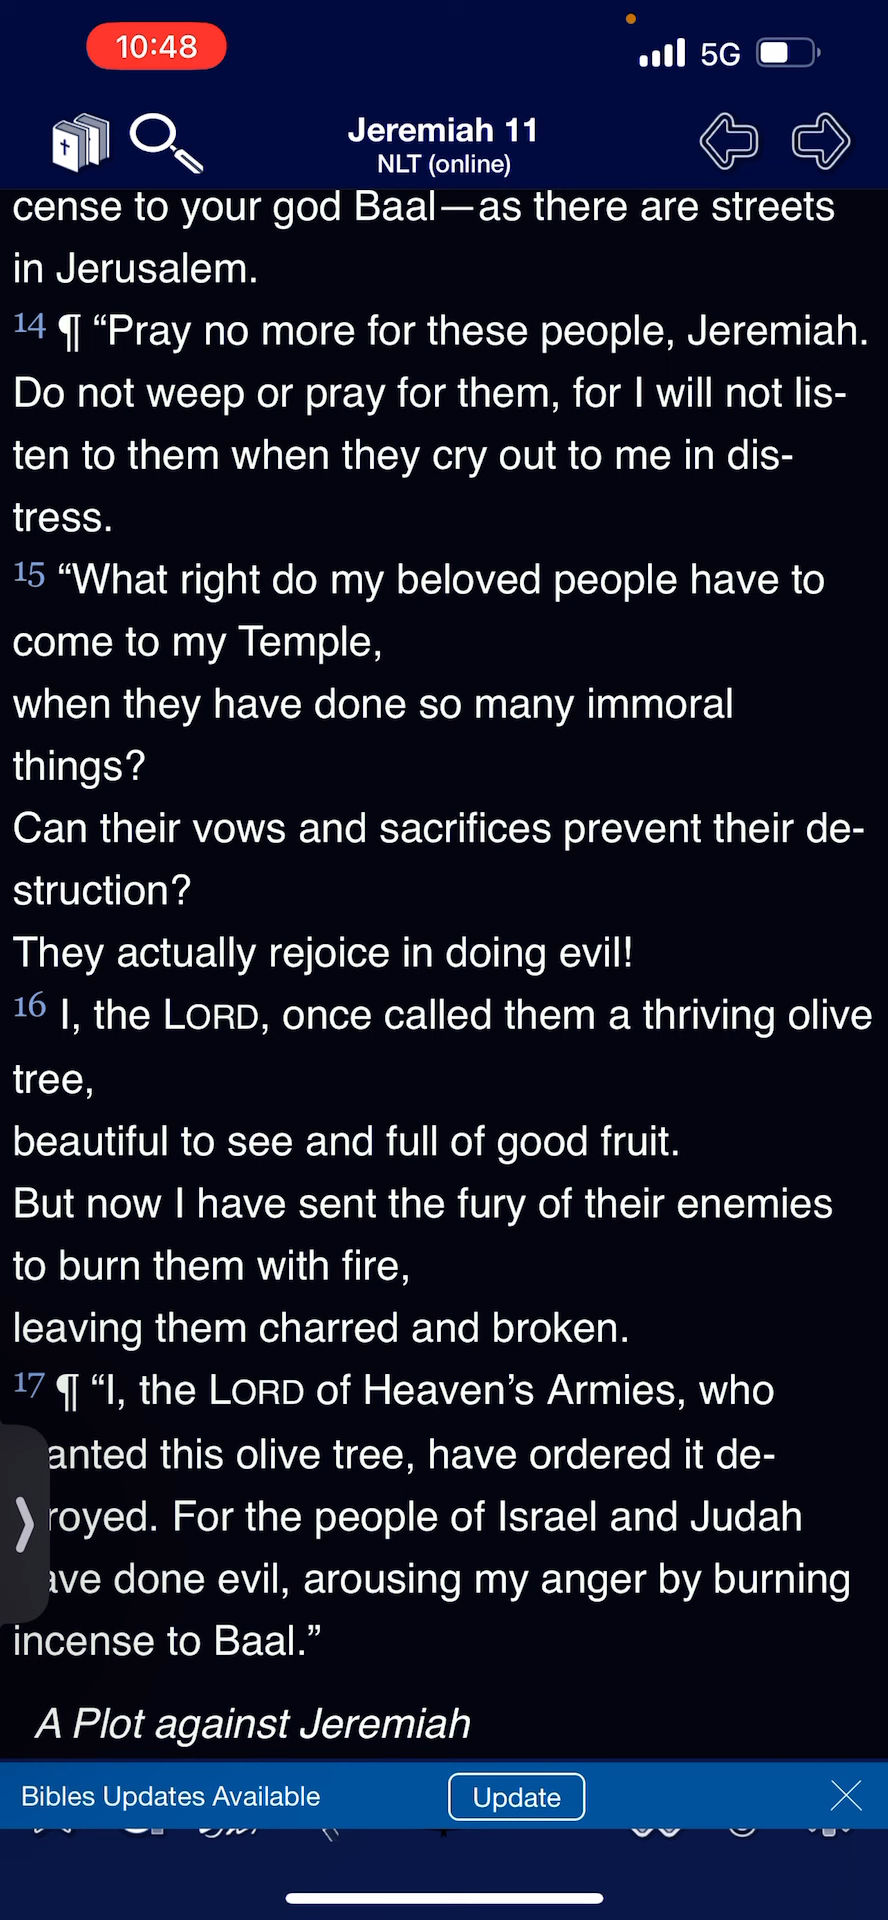 10:48
5G
Jeremiah 11
NLT (online)
cense to your god Baal—as there are streets
in Jerusalem.
14 ¶ “Pray no more for these people, Jeremiah.
Do not weep or pray for them, for I will not lis-
ten to them when they cry out to me in dis-
tress.
15 “What right do my beloved people have to
come to my Temple,
when they have done so many immoral
things?
Can their vows and sacrifices prevent their de-
struction?
They actually rejoice in doing evil!
16 I, the LORD, once called them a thriving olive
tree,
beautiful to see and full of good fruit.
But now I have sent the fury of their enemies
to burn them with fire,
leaving them charred and broken.
17 ¶ “I, the LORD of Heaven’s Armies, who
anted this olive tree, have ordered it de-
royed. For the people of Israel and Judah
ave done evil, arousing my anger by burning
incense to Baal.”
A Plot against Jeremiah
Bibles Updates Available
Update